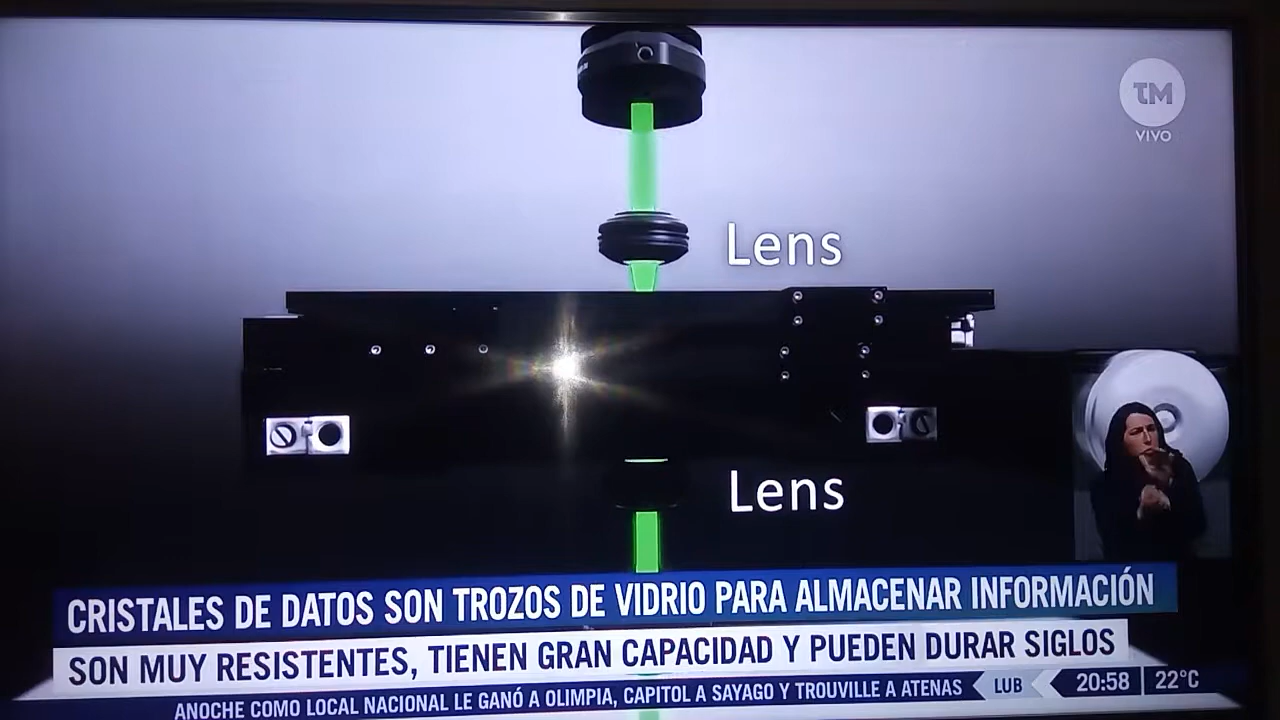 TM
VIVO
Lens
Lens
CRISTALES DE DATOS SON TROZOS DE VIDRIO PARA ALMACENAR INFORMACIÓN
SON MUY RESISTENTES, TIENEN GRAN CAPACIDAD Y PUEDEN DURAR SIGLOS
ANOCHE COMO LOCAL NACIONAL LE GANÓ A OLIMPIA, CAPITOL A SAYAGO Y TROUVILLE A ATENAS LUB 20:58 22°C